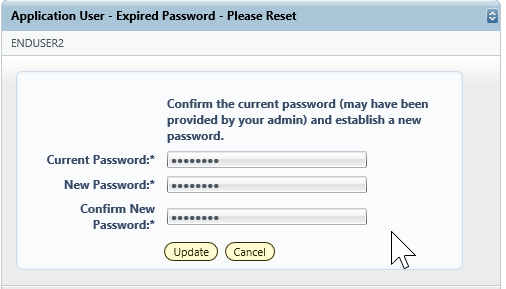 Application User - Expired Password - Please Reset
ENDUSER2
Confirm the current password (may have been
provided by your admin) and establish a new
password.
Current Password:* ••••••••
New Password:* ••••••••
Confirm New
Password:* ••••••••
Update Cancel